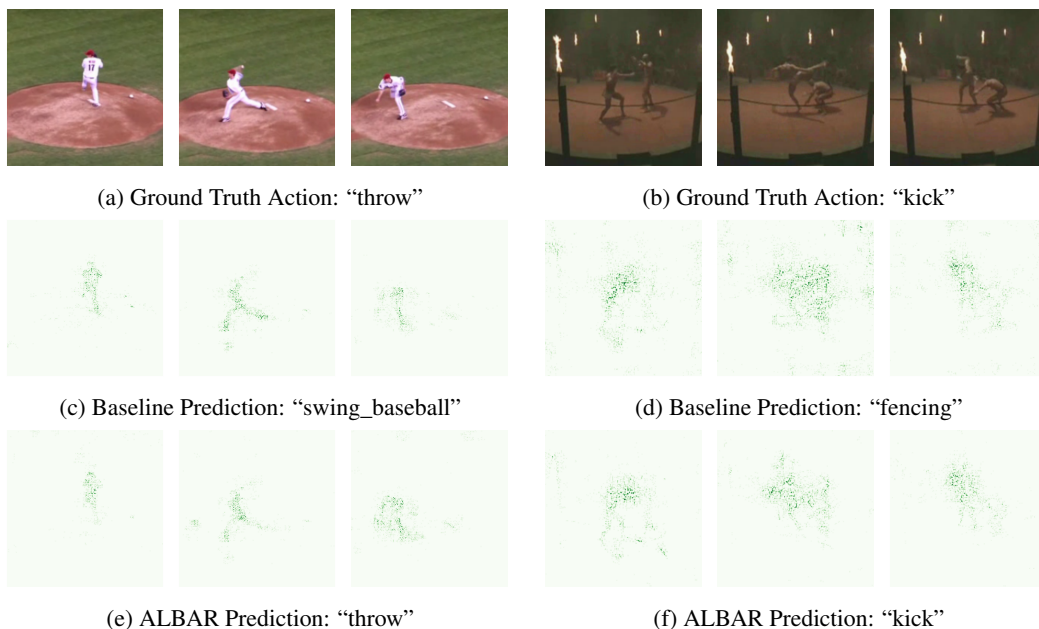 17
(a) Ground Truth Action: “throw”
(b) Ground Truth Action: “kick”
(c) Baseline Prediction: “swing_baseball”
(d) Baseline Prediction: “fencing”
(e) ALBAR Prediction: “throw”
(f) ALBAR Prediction: “kick”